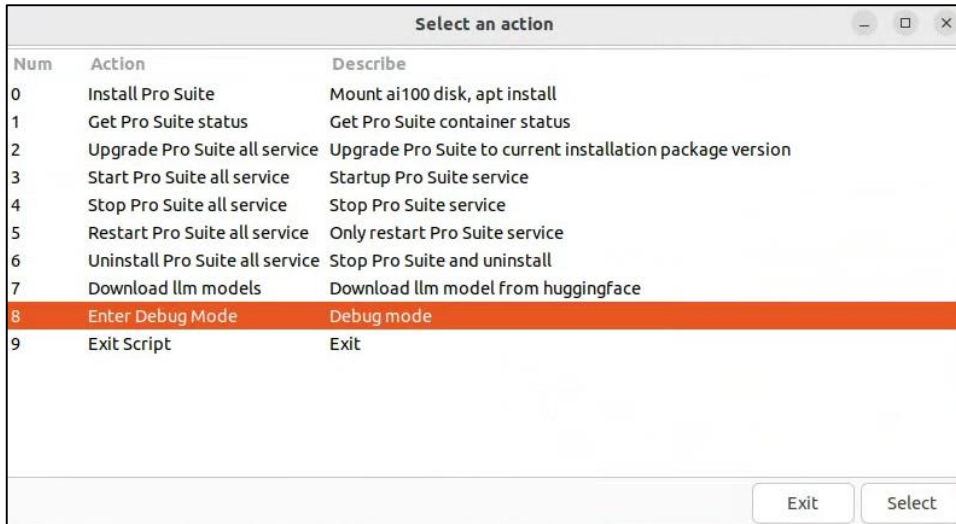 Select an action
Num Action Describe
0 Install Pro Suite Mount ai100 disk, apt install
1 Get Pro Suite status Get Pro Suite container status
2 Upgrade Pro Suite all service Upgrade Pro Suite to current installation package version
3 Start Pro Suite all service Startup Pro Suite service
4 Stop Pro Suite all service Stop Pro Suite service
5 Restart Pro Suite all service Only restart Pro Suite service
6 Uninstall Pro Suite all service Stop Pro Suite and uninstall
7 Download llm models Download llm model from huggingface
8 Enter Debug Mode Debug mode
9 Exit Script Exit
Exit Select